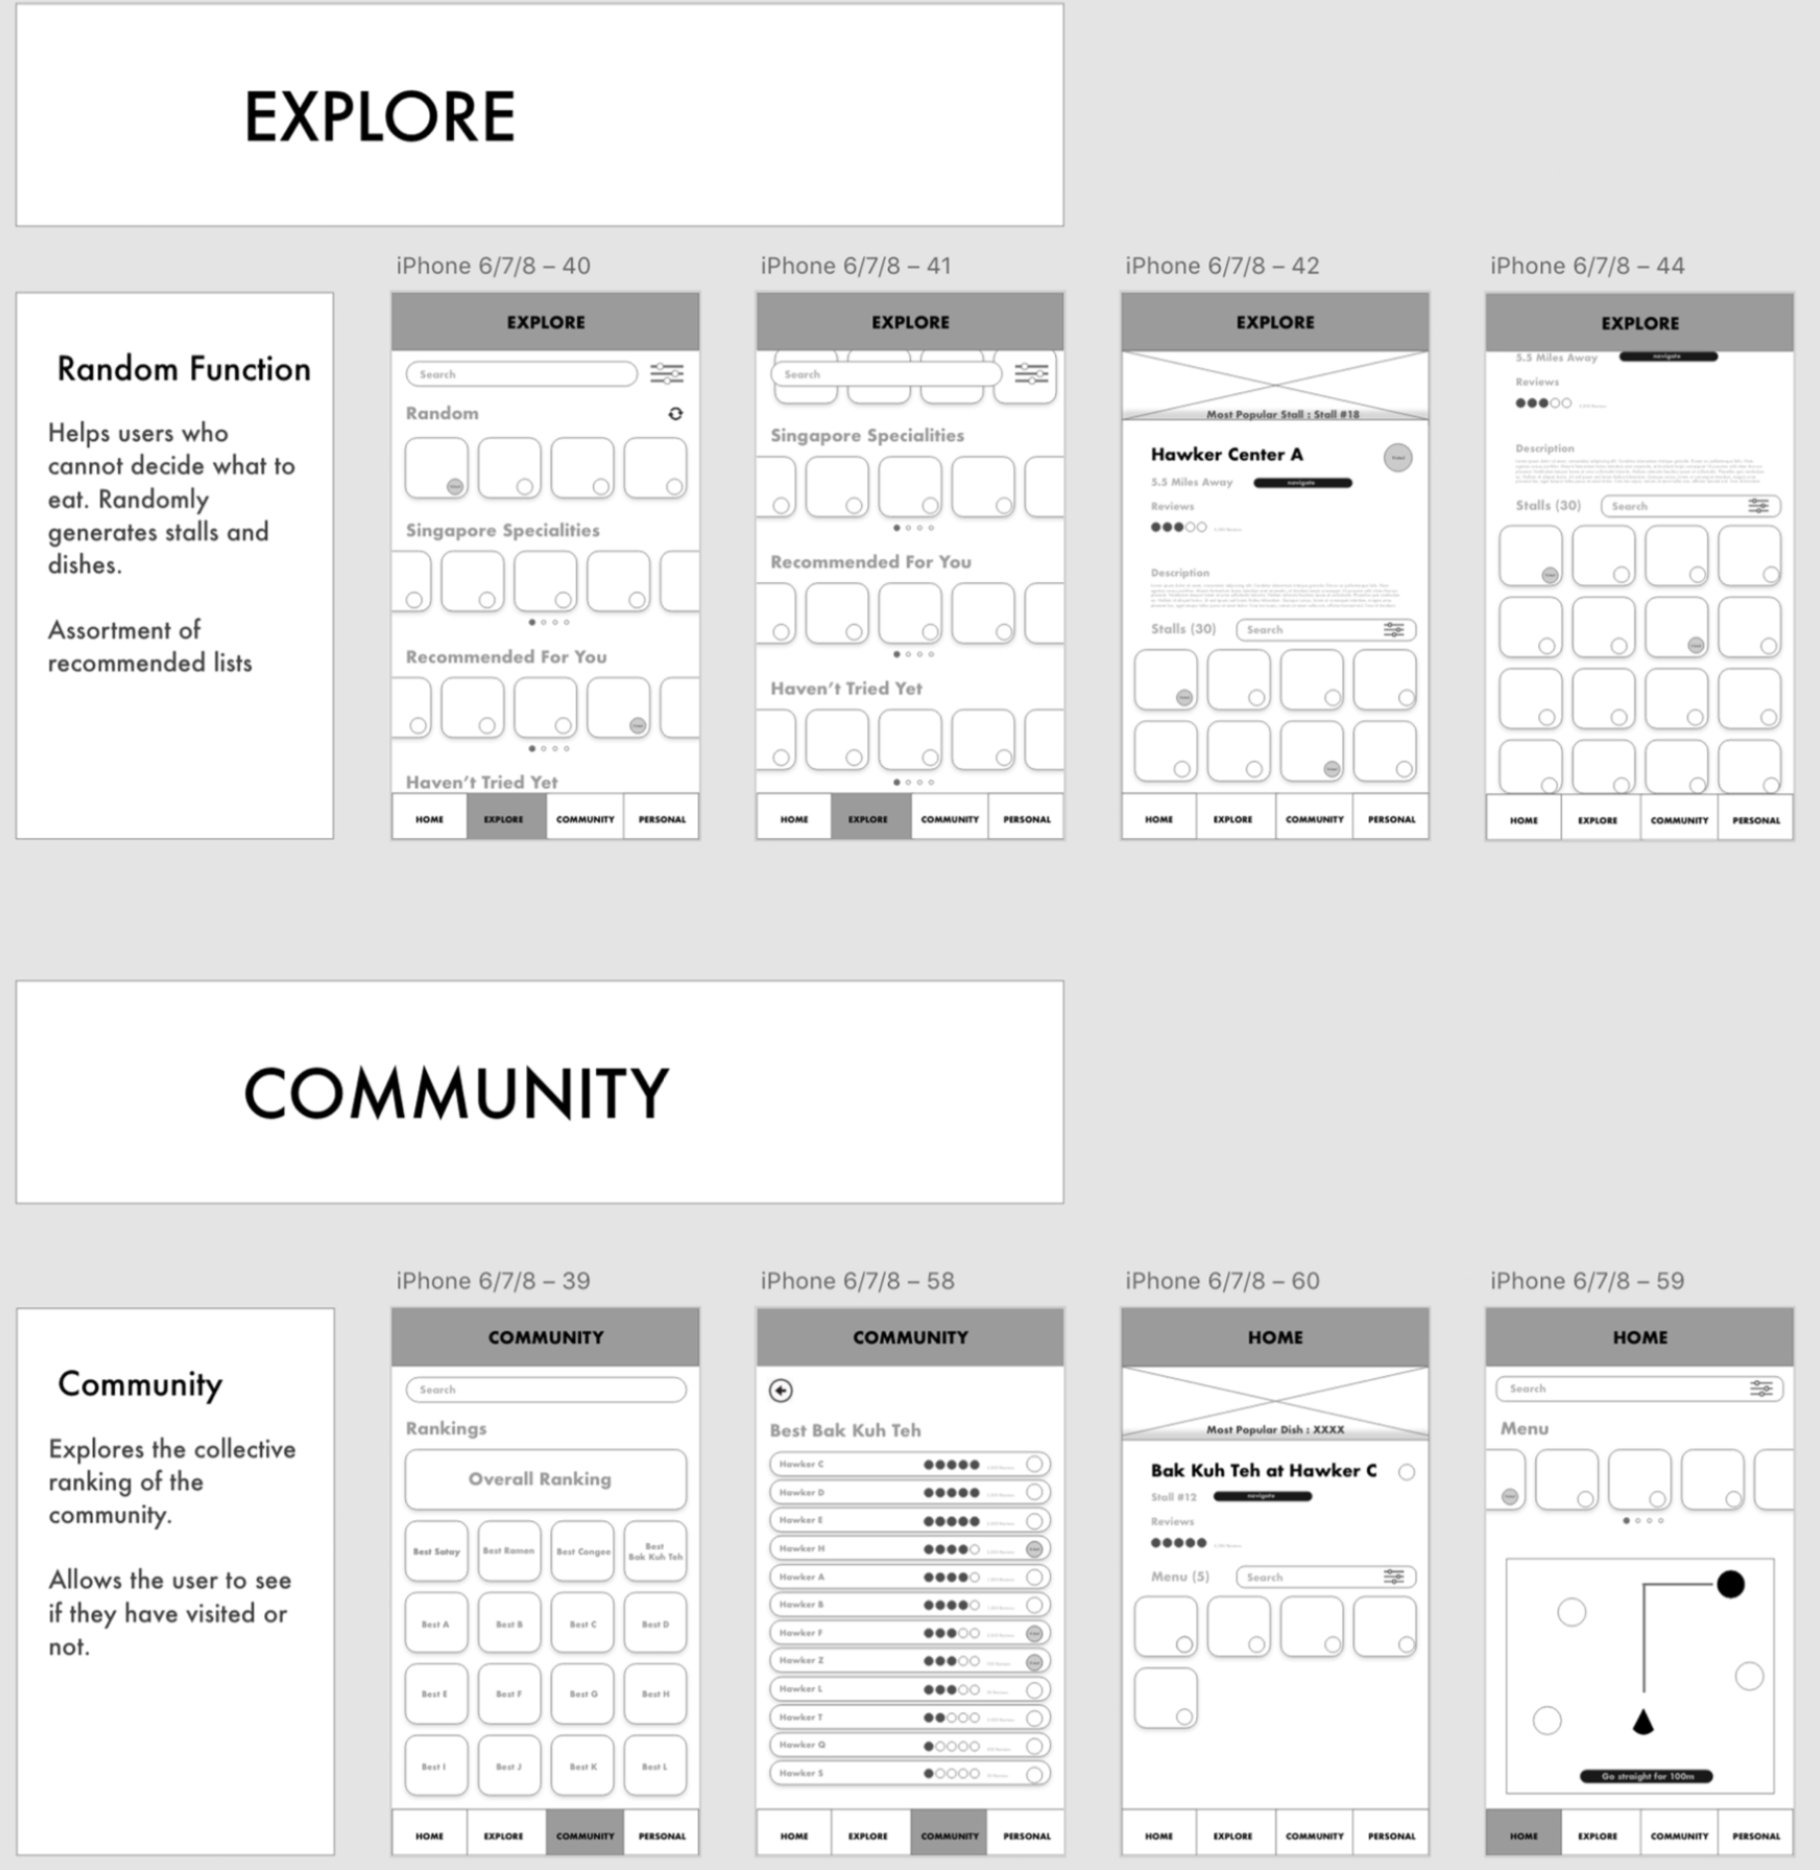 EXPLORE
iPhone 6/7/8 – 40
iPhone 6/7/8 – 41
iPhone 6/7/8 – 42
iPhone 6/7/8 – 44
Random Function
Helps users who
cannot decide what to
eat. Randomly
generates stalls and
dishes.
Assortment of
recommended lists
EXPLORE
Search
Random
Singapore Specialities
Recommended For You
Haven't Tried Yet
HOME EXPLORE COMMUNITY PERSONAL
EXPLORE
Search
Singapore Specialities
Recommended For You
Haven't Tried Yet
HOME EXPLORE COMMUNITY PERSONAL
EXPLORE
Most Popular Stall : Stall #18
Hawker Center A
5.5 Miles Away navigate
Reviews
Description
Stalls (30) Search
HOME EXPLORE COMMUNITY PERSONAL
EXPLORE
5.5 Miles Away navigate
Reviews
Description
Stalls (30) Search
HOME EXPLORE COMMUNITY PERSONAL
COMMUNITY
iPhone 6/7/8 – 39
iPhone 6/7/8 – 58
iPhone 6/7/8 – 60
iPhone 6/7/8 – 59
Community
Explores the collective
ranking of the
community.
Allows the user to see
if they have visited or
not.
COMMUNITY
Search
Rankings
Overall Ranking
Best Satay Best Ramen Best Congee Best
Bak Kuh Teh
Best A Best B Best C Best D
Best E Best F Best G Best H
Best I Best J Best K Best L
HOME EXPLORE COMMUNITY PERSONAL
COMMUNITY
Best Bak Kuh Teh
Hawker C
Hawker D
Hawker E
Hawker H
Hawker A
Hawker B
Hawker F
Hawker Z
Hawker L
Hawker T
Hawker Q
Hawker S
HOME EXPLORE COMMUNITY PERSONAL
HOME
Most Popular Dish : XXXX
Bak Kuh Teh at Hawker C
Stall #12 navigate
Reviews
Menu (5) Search
HOME EXPLORE COMMUNITY PERSONAL
HOME
Search
Menu
Go straight for 100m
HOME EXPLORE COMMUNITY PERSONAL